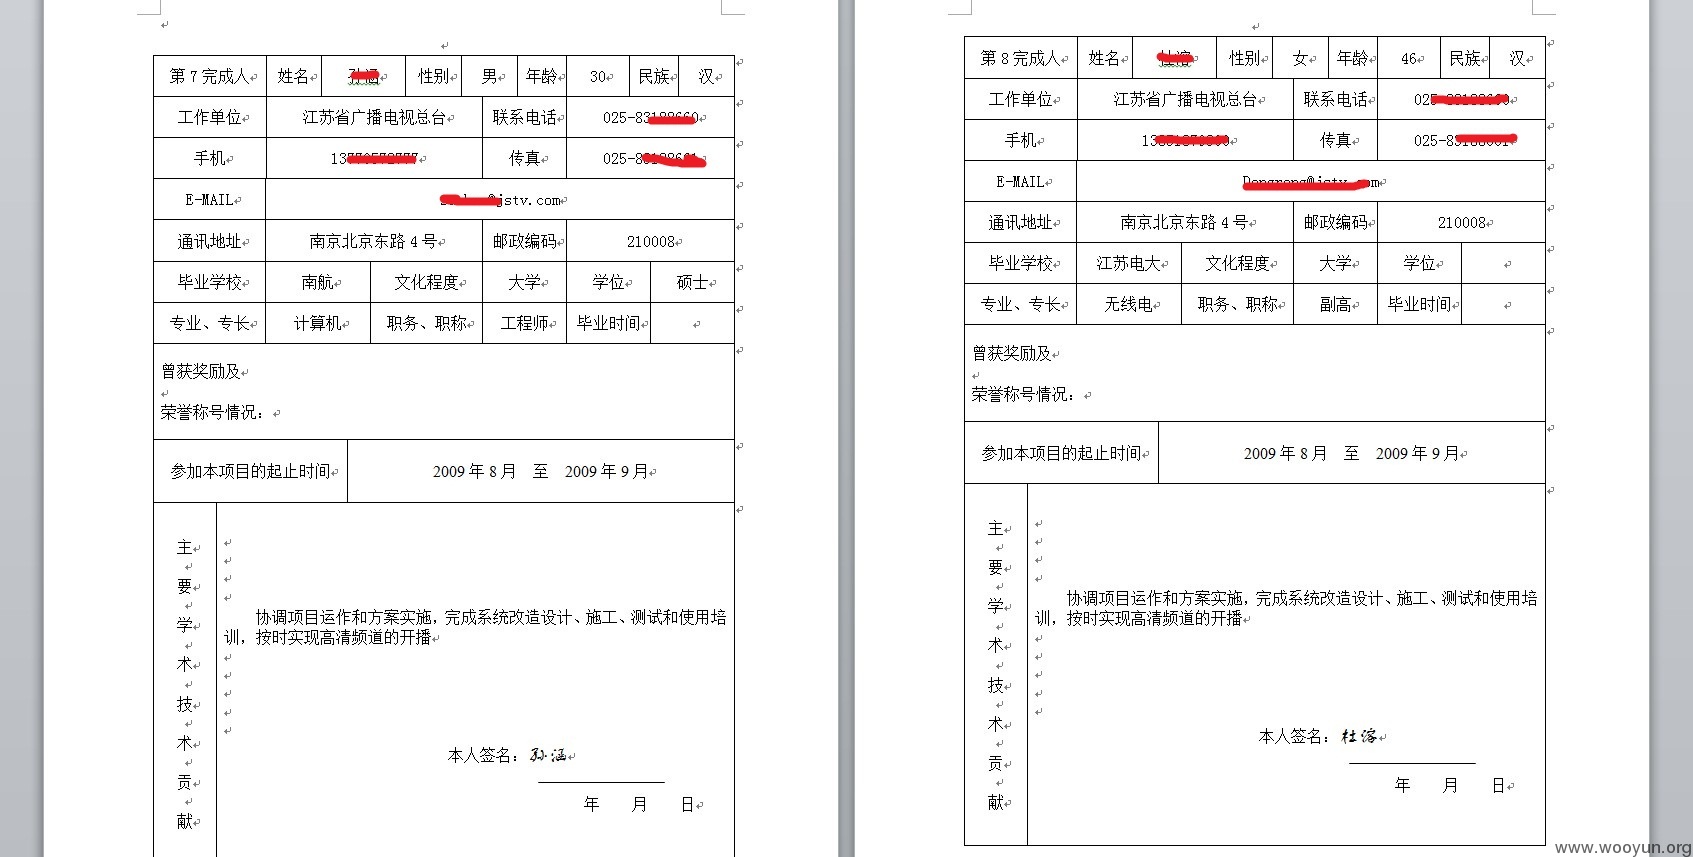 第7完成人 姓名 性别 男 年龄 30 民族 汉
工作单位 江苏省广播电视总台 联系电话 025-83
手机 13 传真 025-8
E-MAIL @jstv.com
通讯地址 南京北京东路4号 邮政编码 210008
毕业学校 南航 文化程度 大学 学位 硕士
专业、专长 计算机 职务、职称 工程师 毕业时间
曾获奖励及
荣誉称号情况：
参加本项目的起止时间 2009年8月 至 2009年9月
主
要
学
术
技
术
贡
献
协调项目运作和方案实施，完成系统改造设计、施工、测试和使用培
训，按时实现高清频道的开播
本人签名：孙涵
年 月 日
第8完成人 姓名 性别 女 年龄 46 民族 汉
工作单位 江苏省广播电视总台 联系电话 025
手机 13 传真 025-8
E-MAIL
通讯地址 南京北京东路4号 邮政编码 210008
毕业学校 江苏电大 文化程度 大学 学位
专业、专长 无线电 职务、职称 副高 毕业时间
曾获奖励及
荣誉称号情况：
参加本项目的起止时间 2009年8月 至 2009年9月
主
要
学
术
技
术
贡
献
协调项目运作和方案实施，完成系统改造设计、施工、测试和使用培
训，按时实现高清频道的开播
本人签名：杜溶
年 月 日
www.wooyun.org